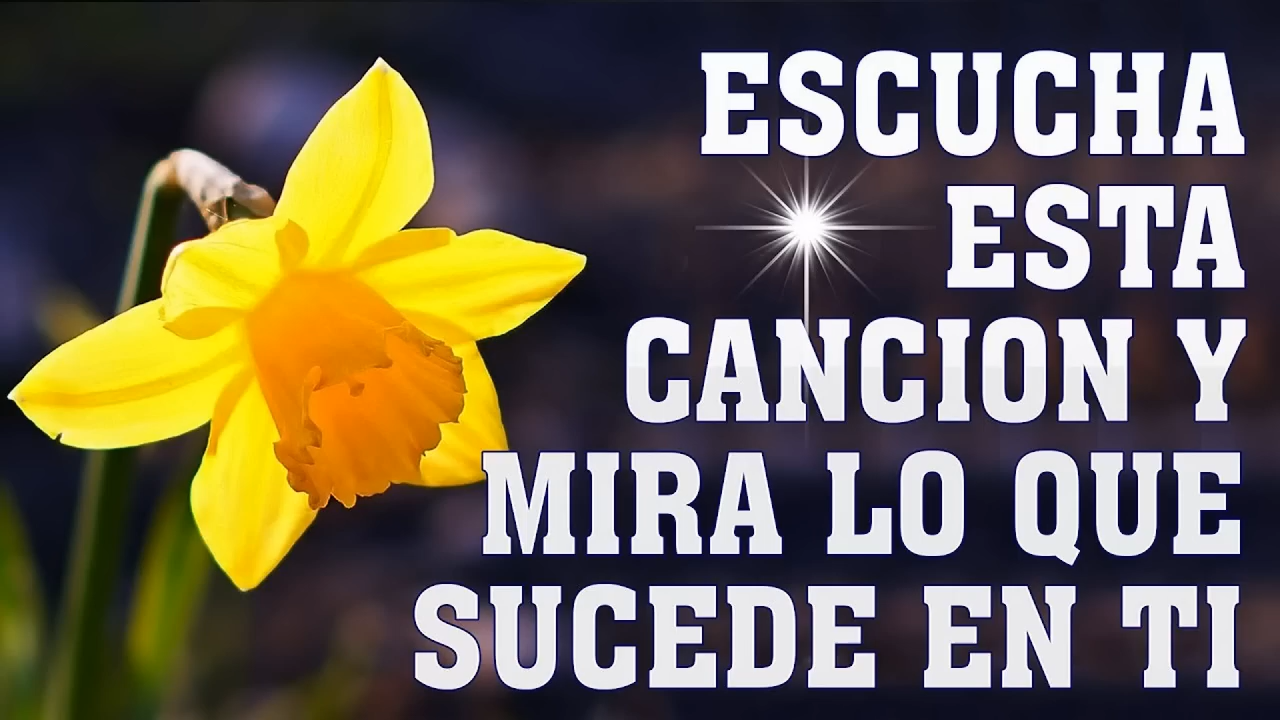 ESCUCHA
ESTA
CANCION Y
MIRA LO QUE
SUCEDE EN TI